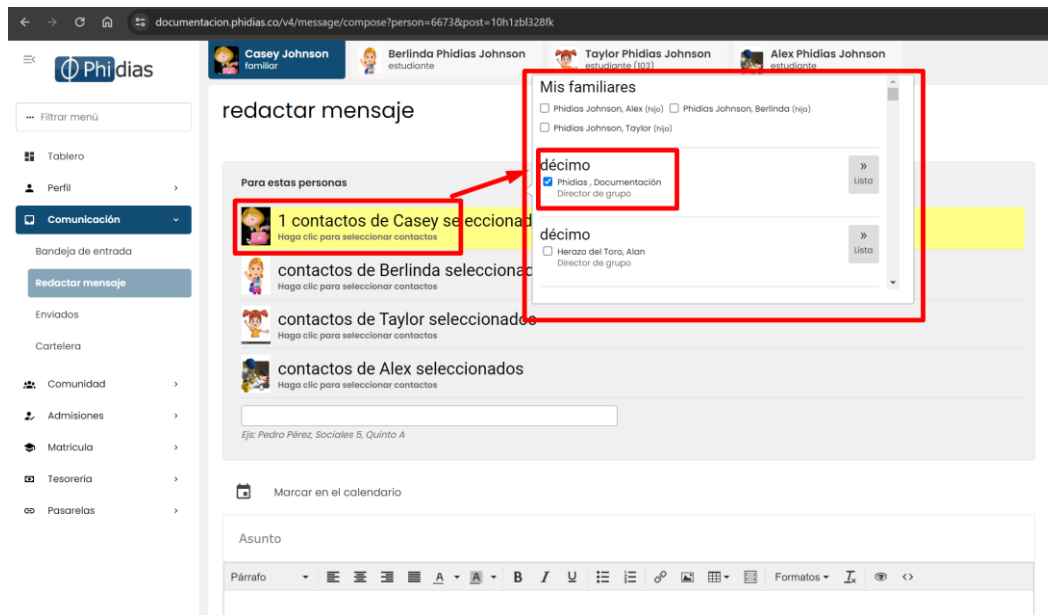 documentacion.phidias.co/v4/message/compose?person=6673&post=10h1zbl328fk
Phidias
Casey Johnson
familiar
Berlinda Phidias Johnson
estudiante
Taylor Phidias Johnson
estudiante (103)
Alex Phidias Johnson
estudiante
Filtrar menú
Tablero
Perfil
Comunicación
Bandeja de entrada
Redactar mensaje
Enviados
Cartelera
Comunidad
Admisiones
Matricula
Tesorería
Pasarelas
redactar mensaje
Para estas personas
1 contactos de Casey seleccionad
Haga clic para seleccionar contactos
contactos de Berlinda seleccionad
Haga clic para seleccionar contactos
contactos de Taylor seleccionados
Haga clic para seleccionar contactos
contactos de Alex seleccionados
Haga clic para seleccionar contactos
Ejs: Pedro Pérez, Sociales 5, Quinto A
Mis familiares
Phidias Johnson, Alex (hijo) Phidias Johnson, Berlinda (hijo)
Phidias Johnson, Taylor (hijo)
décimo
Phidias , Documentación
Director de grupo
» Lista
décimo
Herazo del Toro, Alan
Director de grupo
» Lista
Marcar en el calendario
Asunto
Párrafo A A B I U Formatos